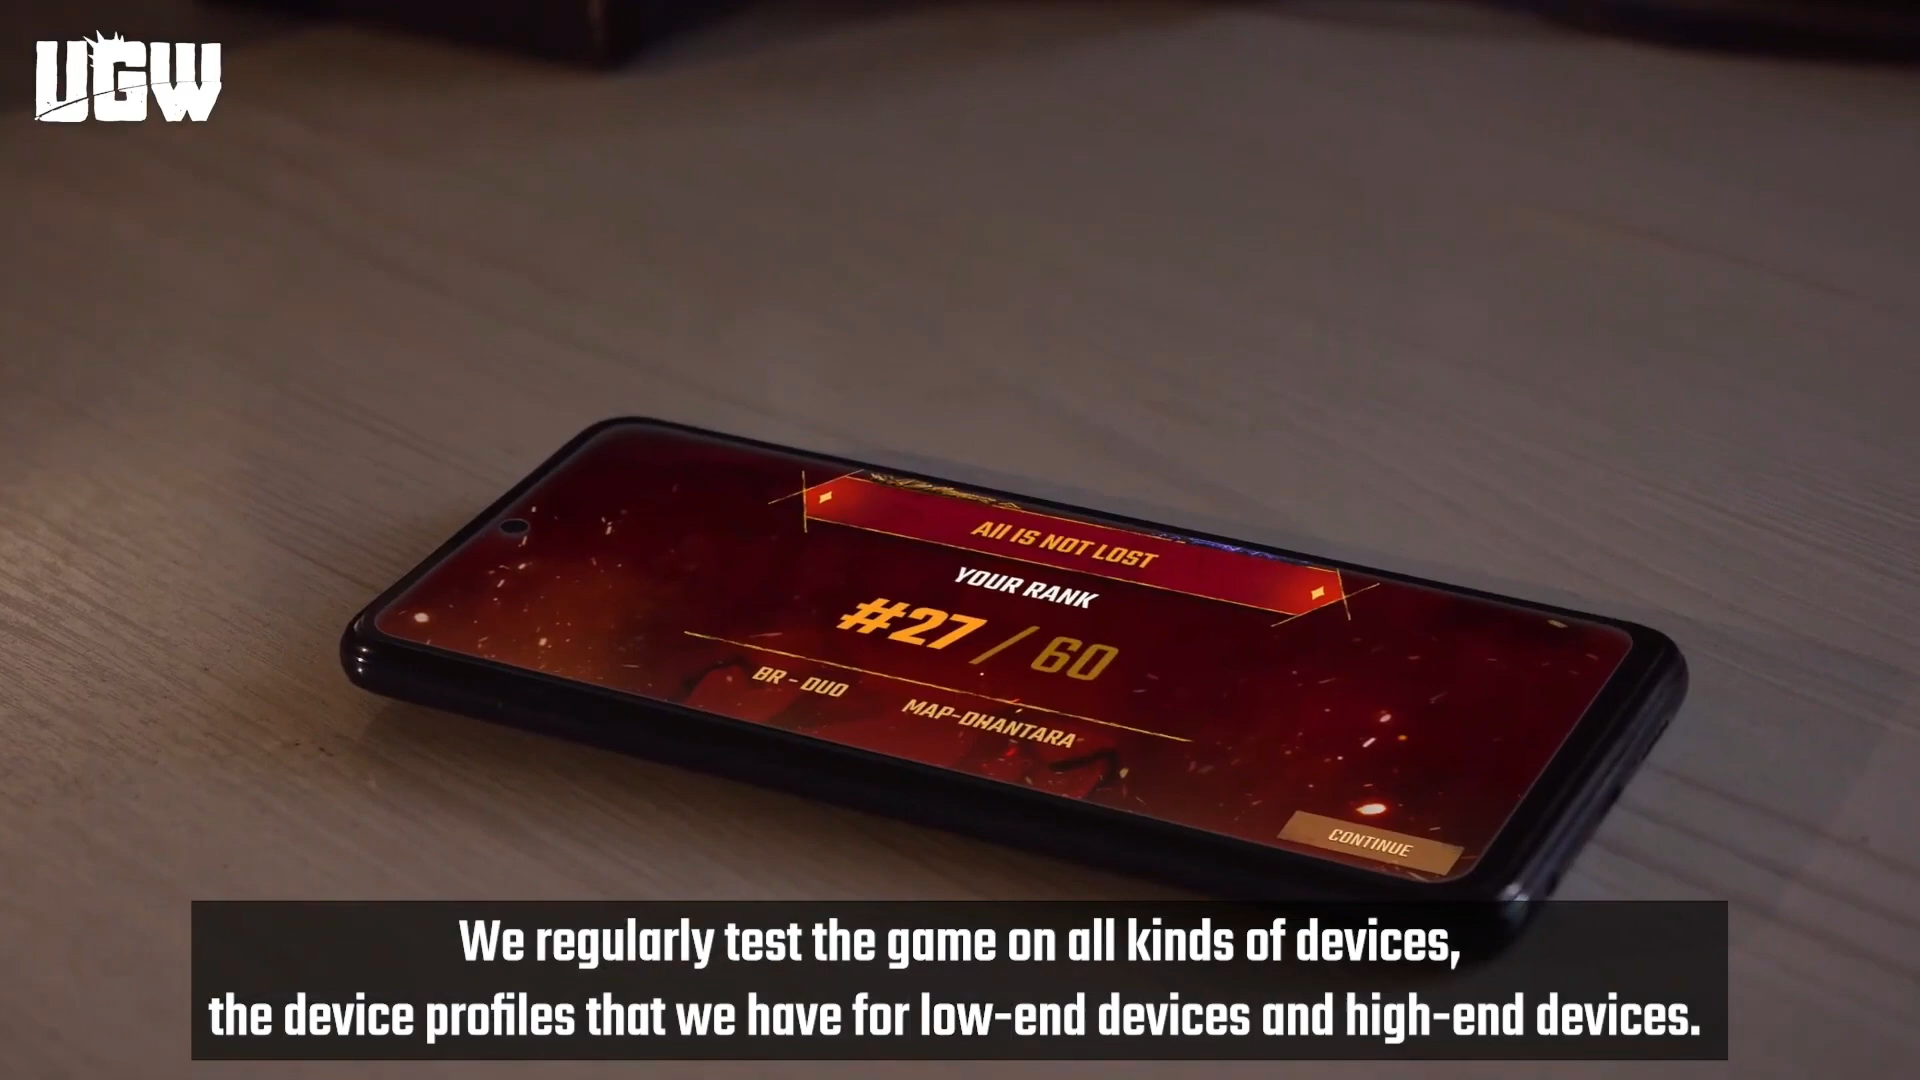 UGW
All IS NOT LOST
YOUR RANK
#27 / 60
BR - DUO
MAP-DHANTARA
CONTINUE
We regularly test the game on all kinds of devices,
the device profiles that we have for low-end devices and high-end devices.